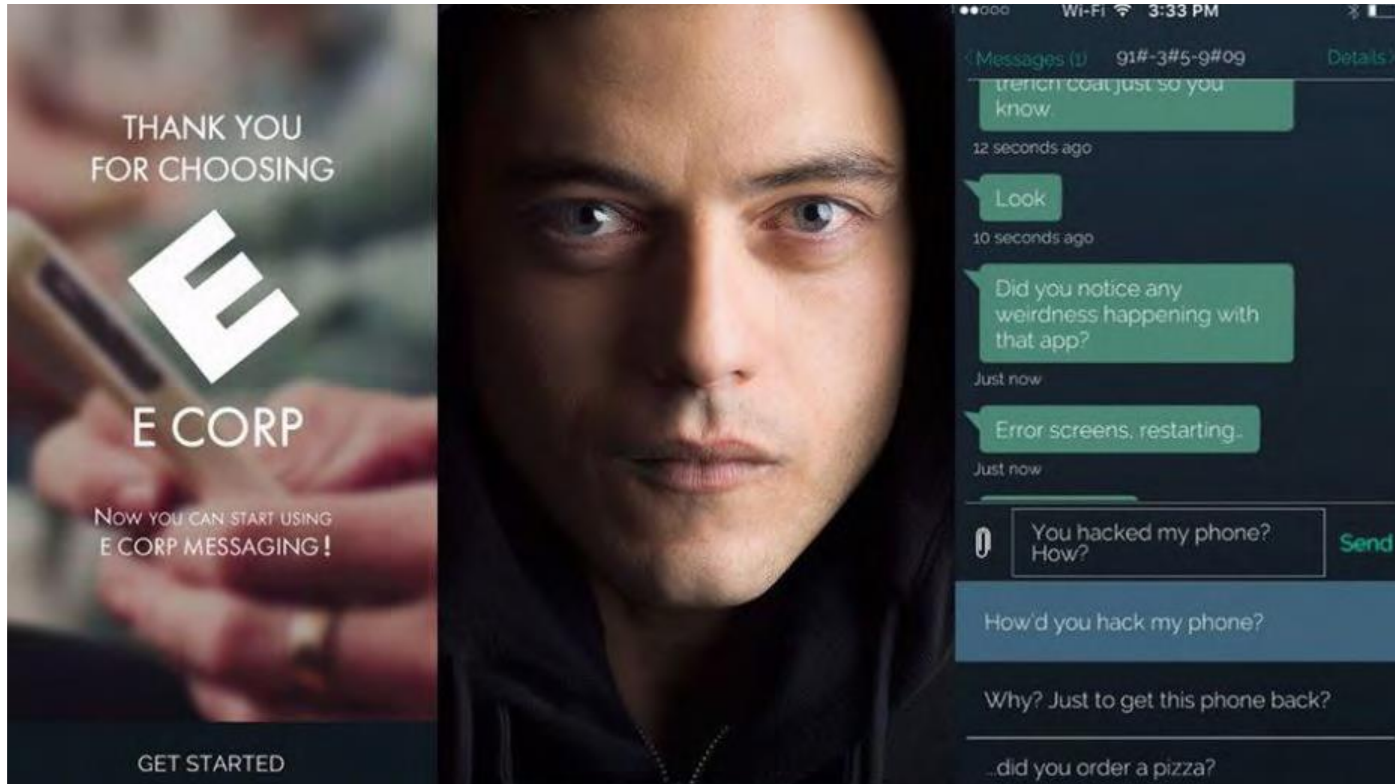 THANK YOU
FOR CHOOSING
E
E CORP
NOW YOU CAN START USING
E CORP MESSAGING!
GET STARTED
Wi-Fi 3:33 PM
Messages (1) 91#-3#5-9#09 Details
trench coat just so you
know.
12 seconds ago
Look
10 seconds ago
Did you notice any
weirdness happening with
that app?
Just now
Error screens, restarting..
Just now
You hacked my phone?
How?
Send
How'd you hack my phone?
Why? Just to get this phone back?
...did you order a pizza?